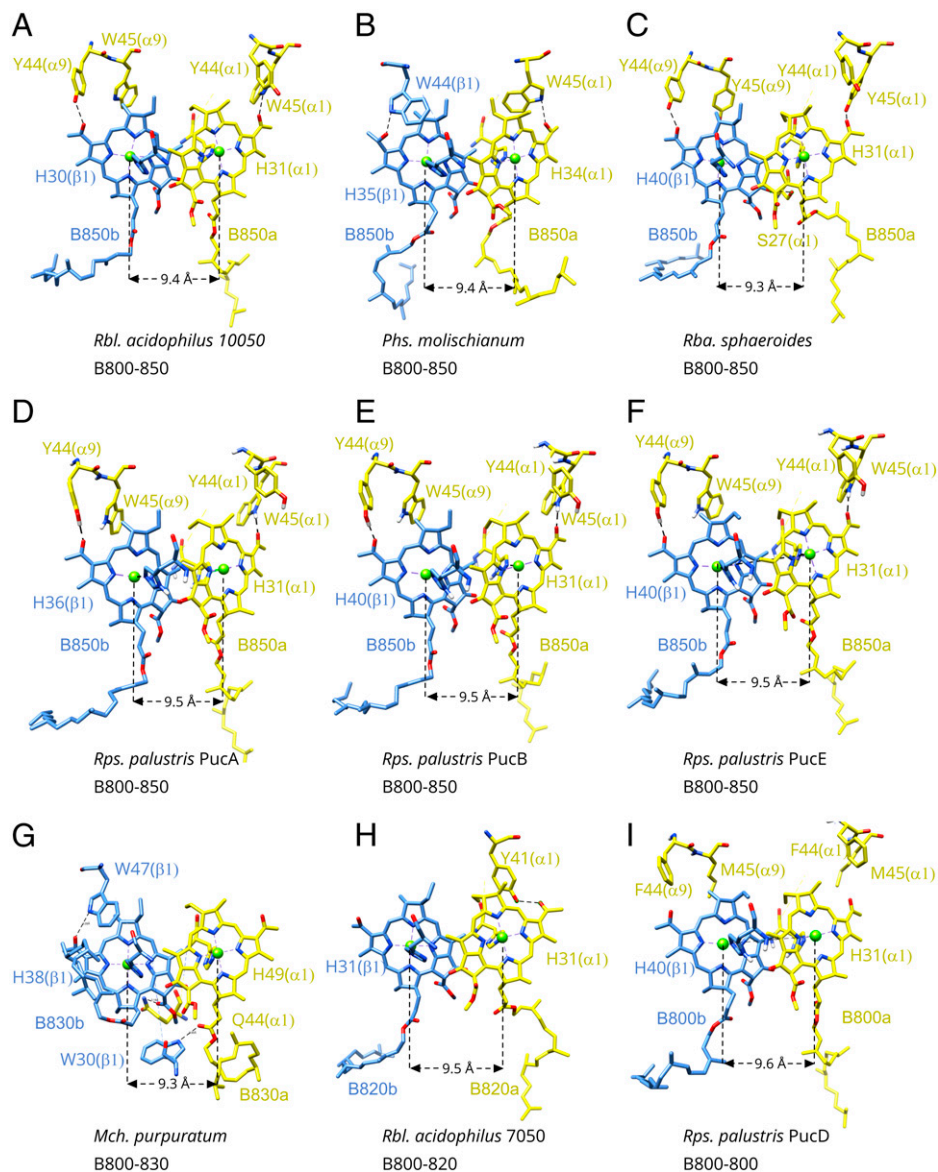 A
W45(α9)
Y44(α9)
Y44(α1)
W45(α1)
H30(β1)
H31(α1)
B850b
B850a
9.4 Å
Rbl. acidophilus 10050
B800-850
B
W44(β1)
W45(α1)
H35(β1)
H34(α1)
B850b
B850a
9.4 Å
Phs. molischianum
B800-850
C
Y44(α9)
Y44(α1)
Y45(α9)
Y45(α1)
H40(β1)
H31(α1)
B850b
S27(α1)
B850a
9.3 Å
Rba. sphaeroides
B800-850
D
Y44(α9)
Y44(α1)
W45(α9)
W45(α1)
H36(β1)
H31(α1)
B850b
B850a
9.5 Å
Rps. palustris PucA
B800-850
E
Y44(α9)
Y44(α1)
W45(α9)
W45(α1)
H40(β1)
H31(α1)
B850b
B850a
9.5 Å
Rps. palustris PucB
B800-850
F
Y44(α9)
Y44(α1)
W45(α1)
W45(α9)
H40(β1)
H31(α1)
B850b
B850a
9.5 Å
Rps. palustris PucE
B800-850
G
W47(β1)
H38(β1)
H49(α1)
B830b
Q44(α1)
W30(β1)
B830a
9.3 Å
Mch. purpuratum
B800-830
H
Y41(α1)
H31(β1)
H31(α1)
B820b
B820a
9.5 Å
Rbl. acidophilus 7050
B800-820
I
F44(α1)
M45(α9)
M45(α1)
F44(α9)
H40(β1)
H31(α1)
B800b
B800a
9.6 Å
Rps. palustris PucD
B800-800